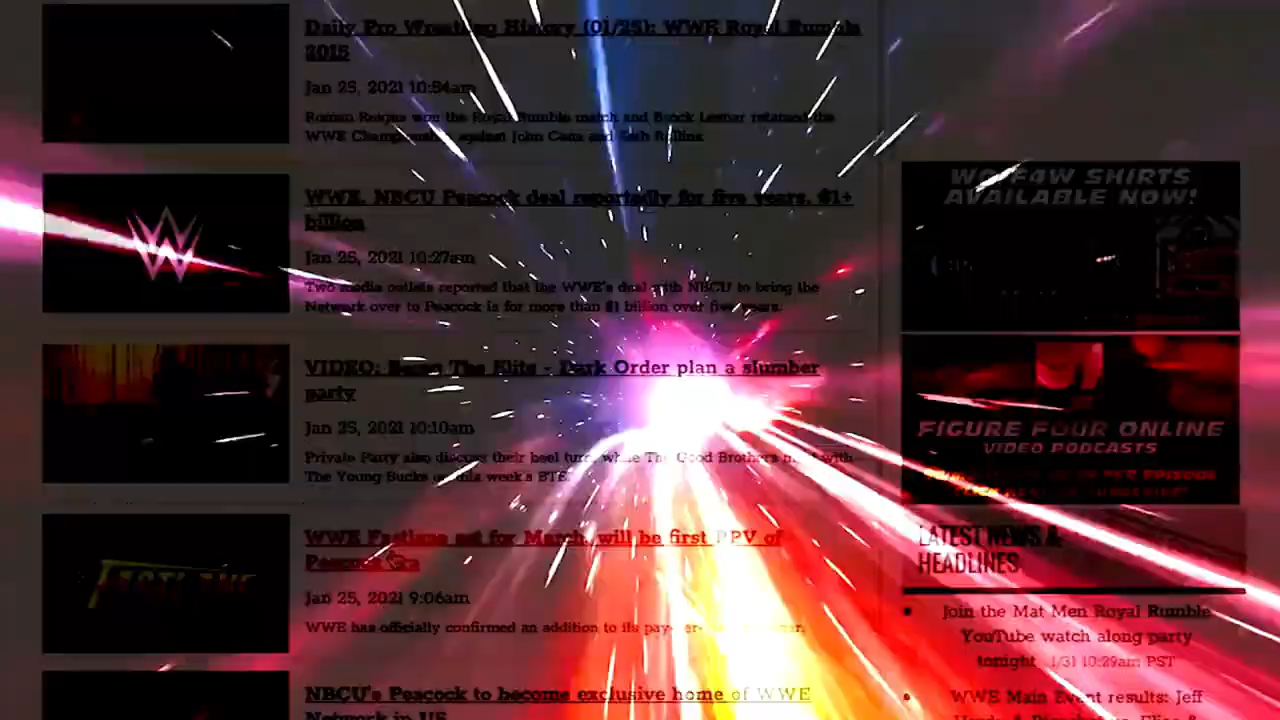 Daily Pro Wrestling History (01/25): WWE Royal Rumble
2015
Jan 25, 2021 10:54am
Roman Reigns won the Royal Rumble match and Brock Lesnar retained the
WWE Championship against John Cena and Seth Rollins.
WWE, NBCU Peacock deal reportedly for five years, $1+
billion
Jan 25, 2021 10:27am
Two media outlets reported that the WWE's deal with NBCU to bring the
Network over to Peacock is for more than $1 billion over five years.
VIDEO: Being The Elite - Dark Order plan a slumber
party
Jan 25, 2021 10:10am
Private Party also discuss their heel turn while The Good Brothers with
The Young Bucks on this week's BTE.
WWE Fastlane set for March, will be first PPV of
Peacock
Jan 25, 2021 9:06am
WWE has officially confirmed an addition to its
NBCU's Peacock to become exclusive home of WWE
Network in US
SHIRTS
AVAILABLE NOW!
FIGURE FOUR ONLINE
VIDEO PODCASTS
LATEST NEWS &
HEADLINES
• Join the Mat Men Royal Rumble
YouTube watch along party
tonight 1/31 10:29am PST
• WWE Main Event results: Jeff